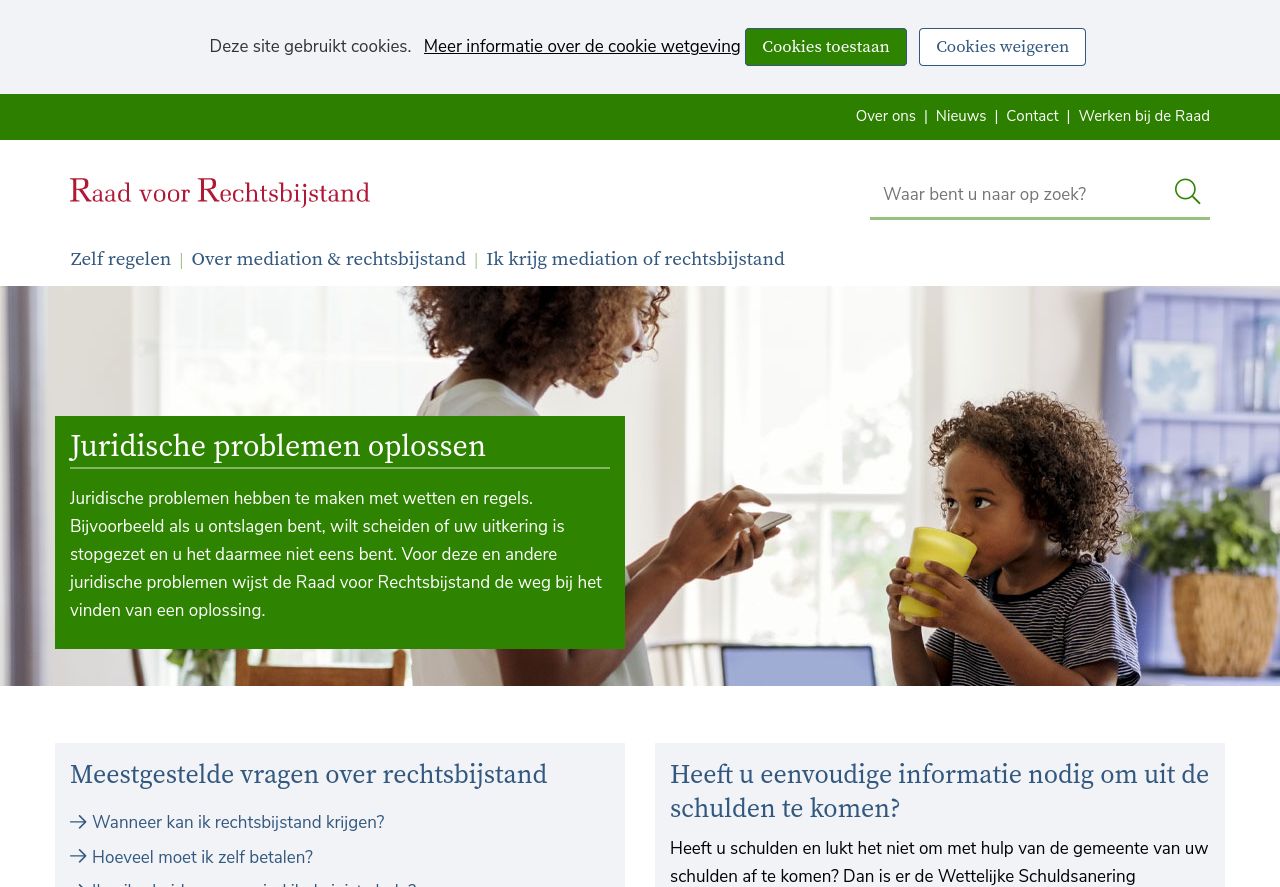 Deze site gebruikt cookies. Meer informatie over de cookie wetgeving Cookies toestaan Cookies weigeren
Over ons | Nieuws | Contact | Werken bij de Raad
Raad voor Rechtsbijstand
Waar bent u naar op zoek?
Zelf regelen | Over mediation & rechtsbijstand | Ik krijg mediation of rechtsbijstand
Juridische problemen oplossen
Juridische problemen hebben te maken met wetten en regels.
Bijvoorbeeld als u ontslagen bent, wilt scheiden of uw uitkering is
stopgezet en u het daarmee niet eens bent. Voor deze en andere
juridische problemen wijst de Raad voor Rechtsbijstand de weg bij het
vinden van een oplossing.
Meestgestelde vragen over rechtsbijstand
Wanneer kan ik rechtsbijstand krijgen?
Hoeveel moet ik zelf betalen?
Heeft u eenvoudige informatie nodig om uit de
schulden te komen?
Heeft u schulden en lukt het niet om met hulp van de gemeente van uw
schulden af te komen? Dan is er de Wettelijke Schuldsanering